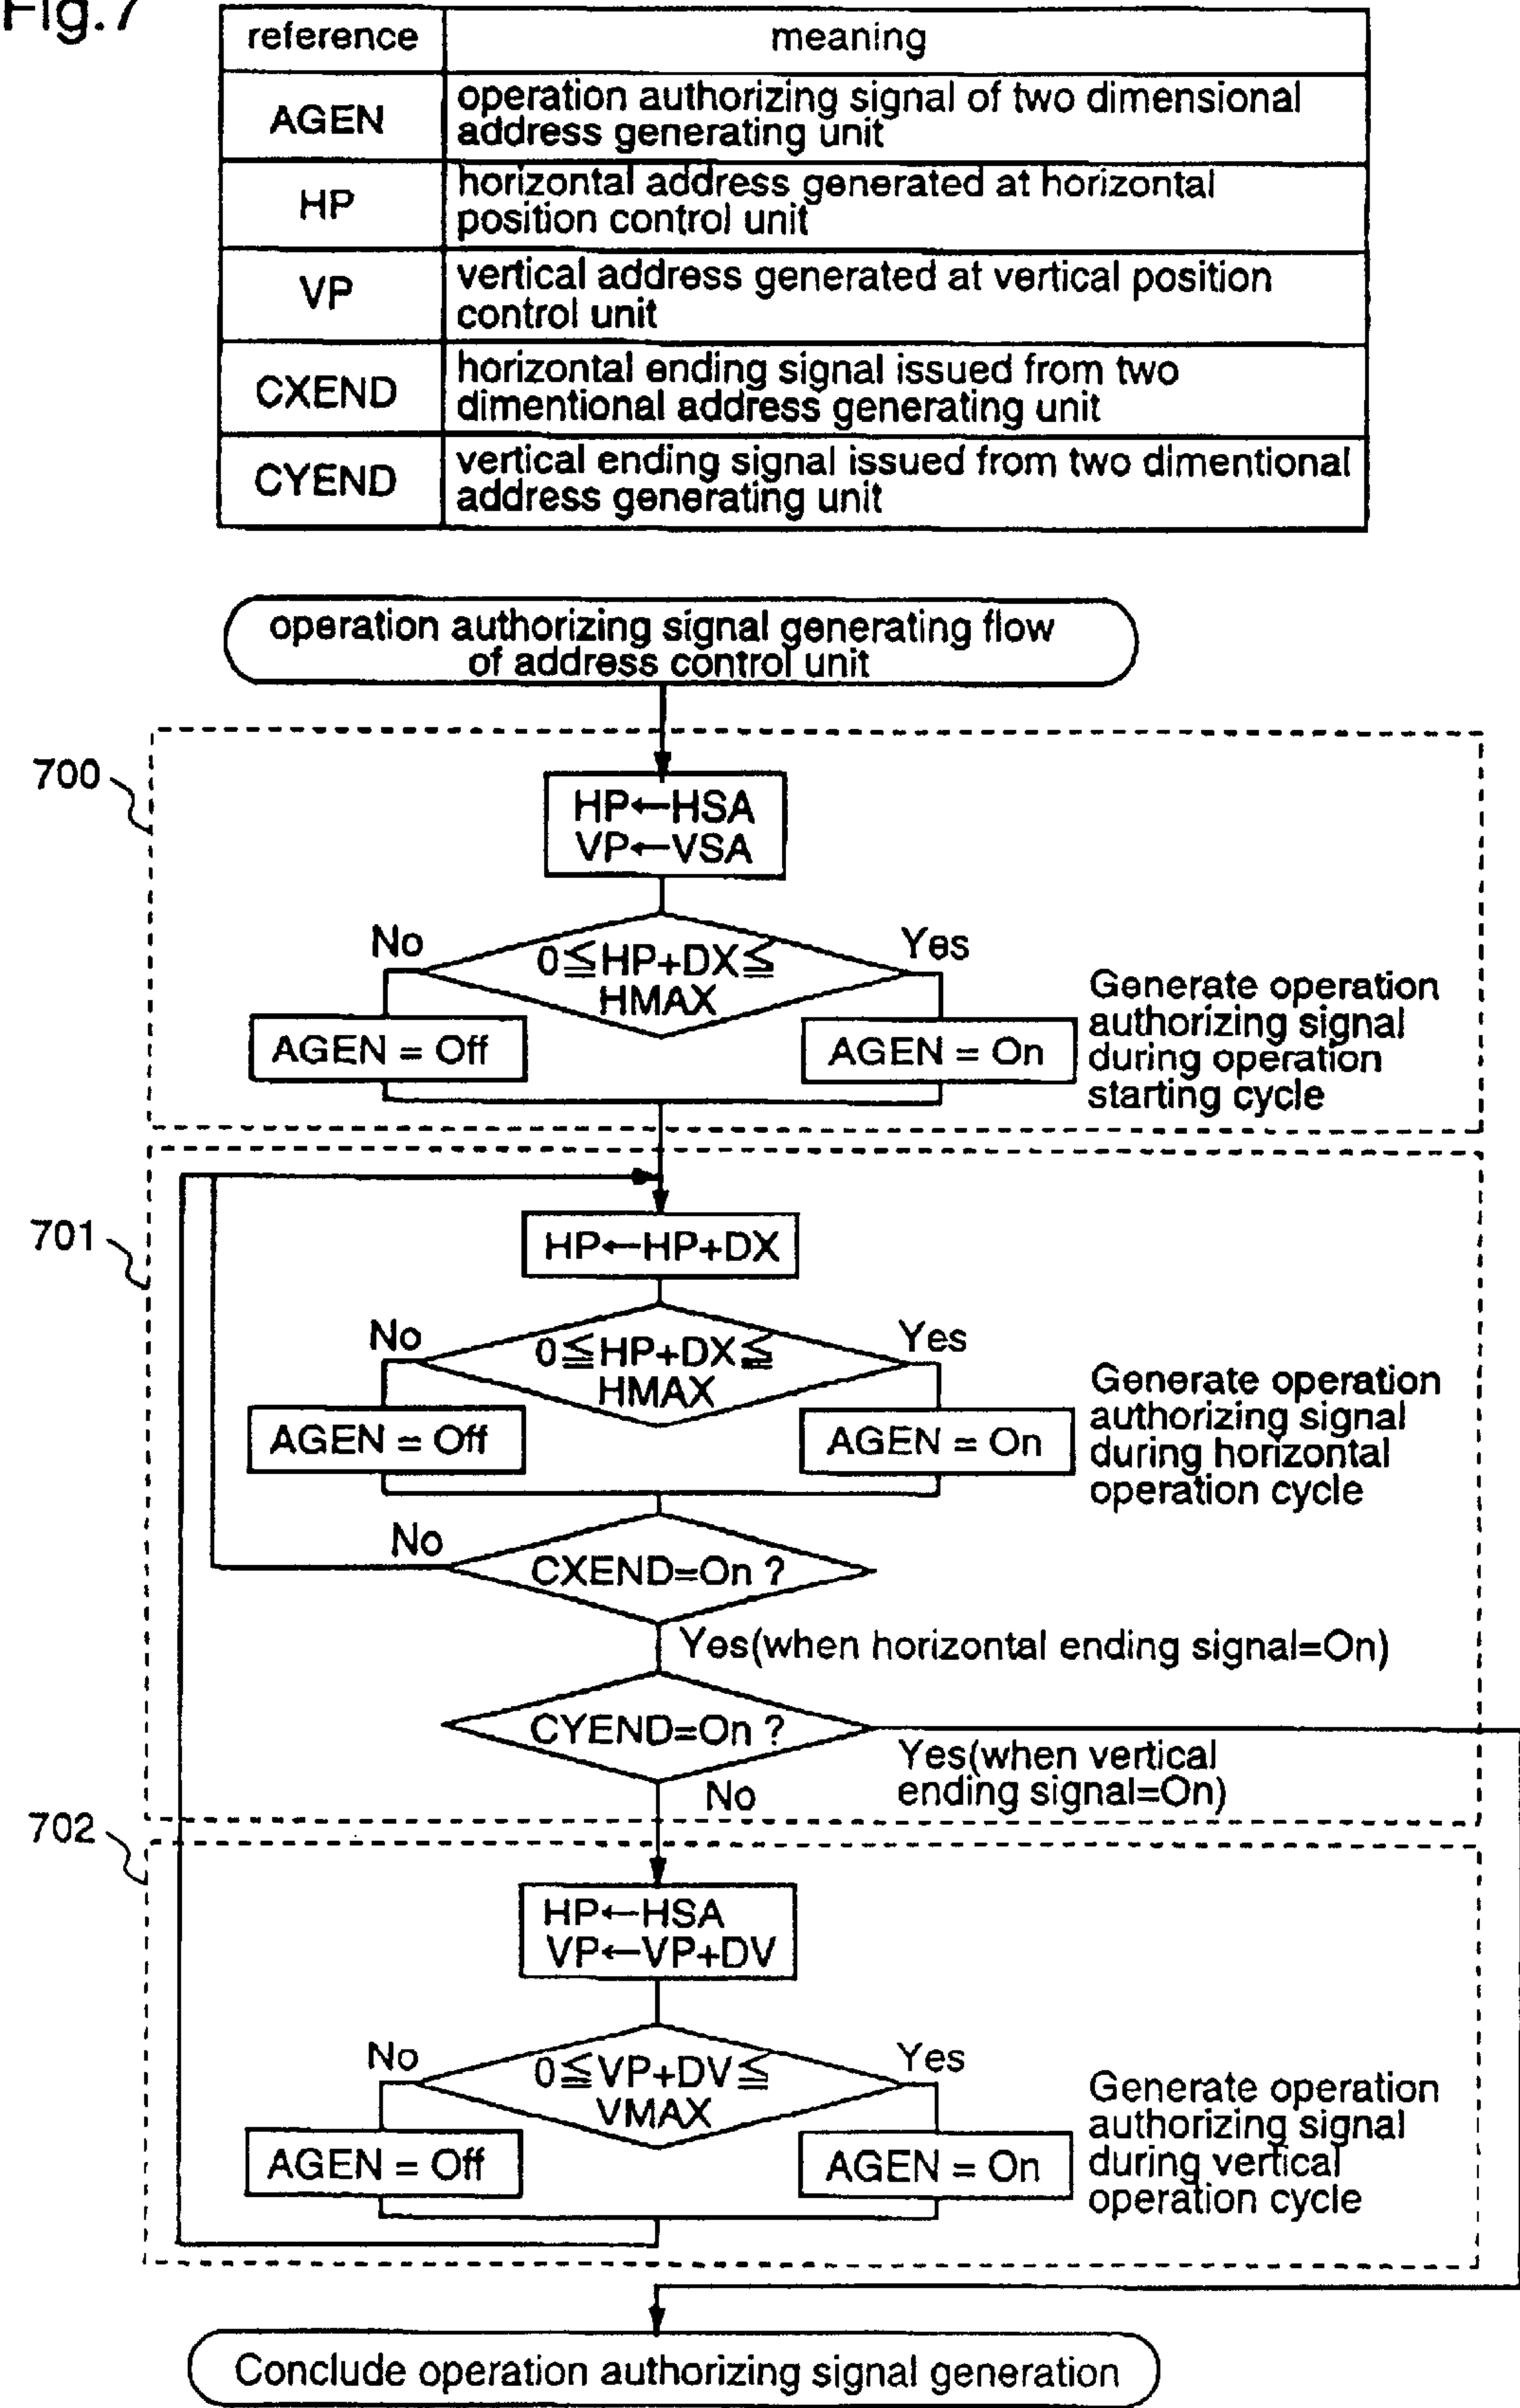 Fig.7
reference
meaning
AGEN
operation authorizing signal of two dimensional
address generating unit
HP
horizontal address generated at horizontal
position control unit
VP
vertical address generated at vertical position
control unit
CXEND
horizontal ending signal issued from two
dimentional address generating unit
CYEND
vertical ending signal issued from two dimentional
address generating unit
operation authorizing signal generating flow
of address control unit
700
HP←HSA
VP←VSA
No
0≦HP+DX≦
HMAX
Yes
AGEN = Off
AGEN = On
Generate operation
authorizing signal
during operation
starting cycle
701
HP←HP+DX
No
0≦HP+DX≦
HMAX
Yes
AGEN = Off
AGEN = On
Generate operation
authorizing signal
during horizontal
operation cycle
No
CXEND=On ?
Yes(when horizontal ending signal=On)
CYEND=On ?
Yes(when vertical
ending signal=On)
No
702
HP←HSA
VP←VP+DV
No
0≦VP+DV≦
VMAX
Yes
AGEN = Off
AGEN = On
Generate operation
authorizing signal
during vertical
operation cycle
Conclude operation authorizing signal generation